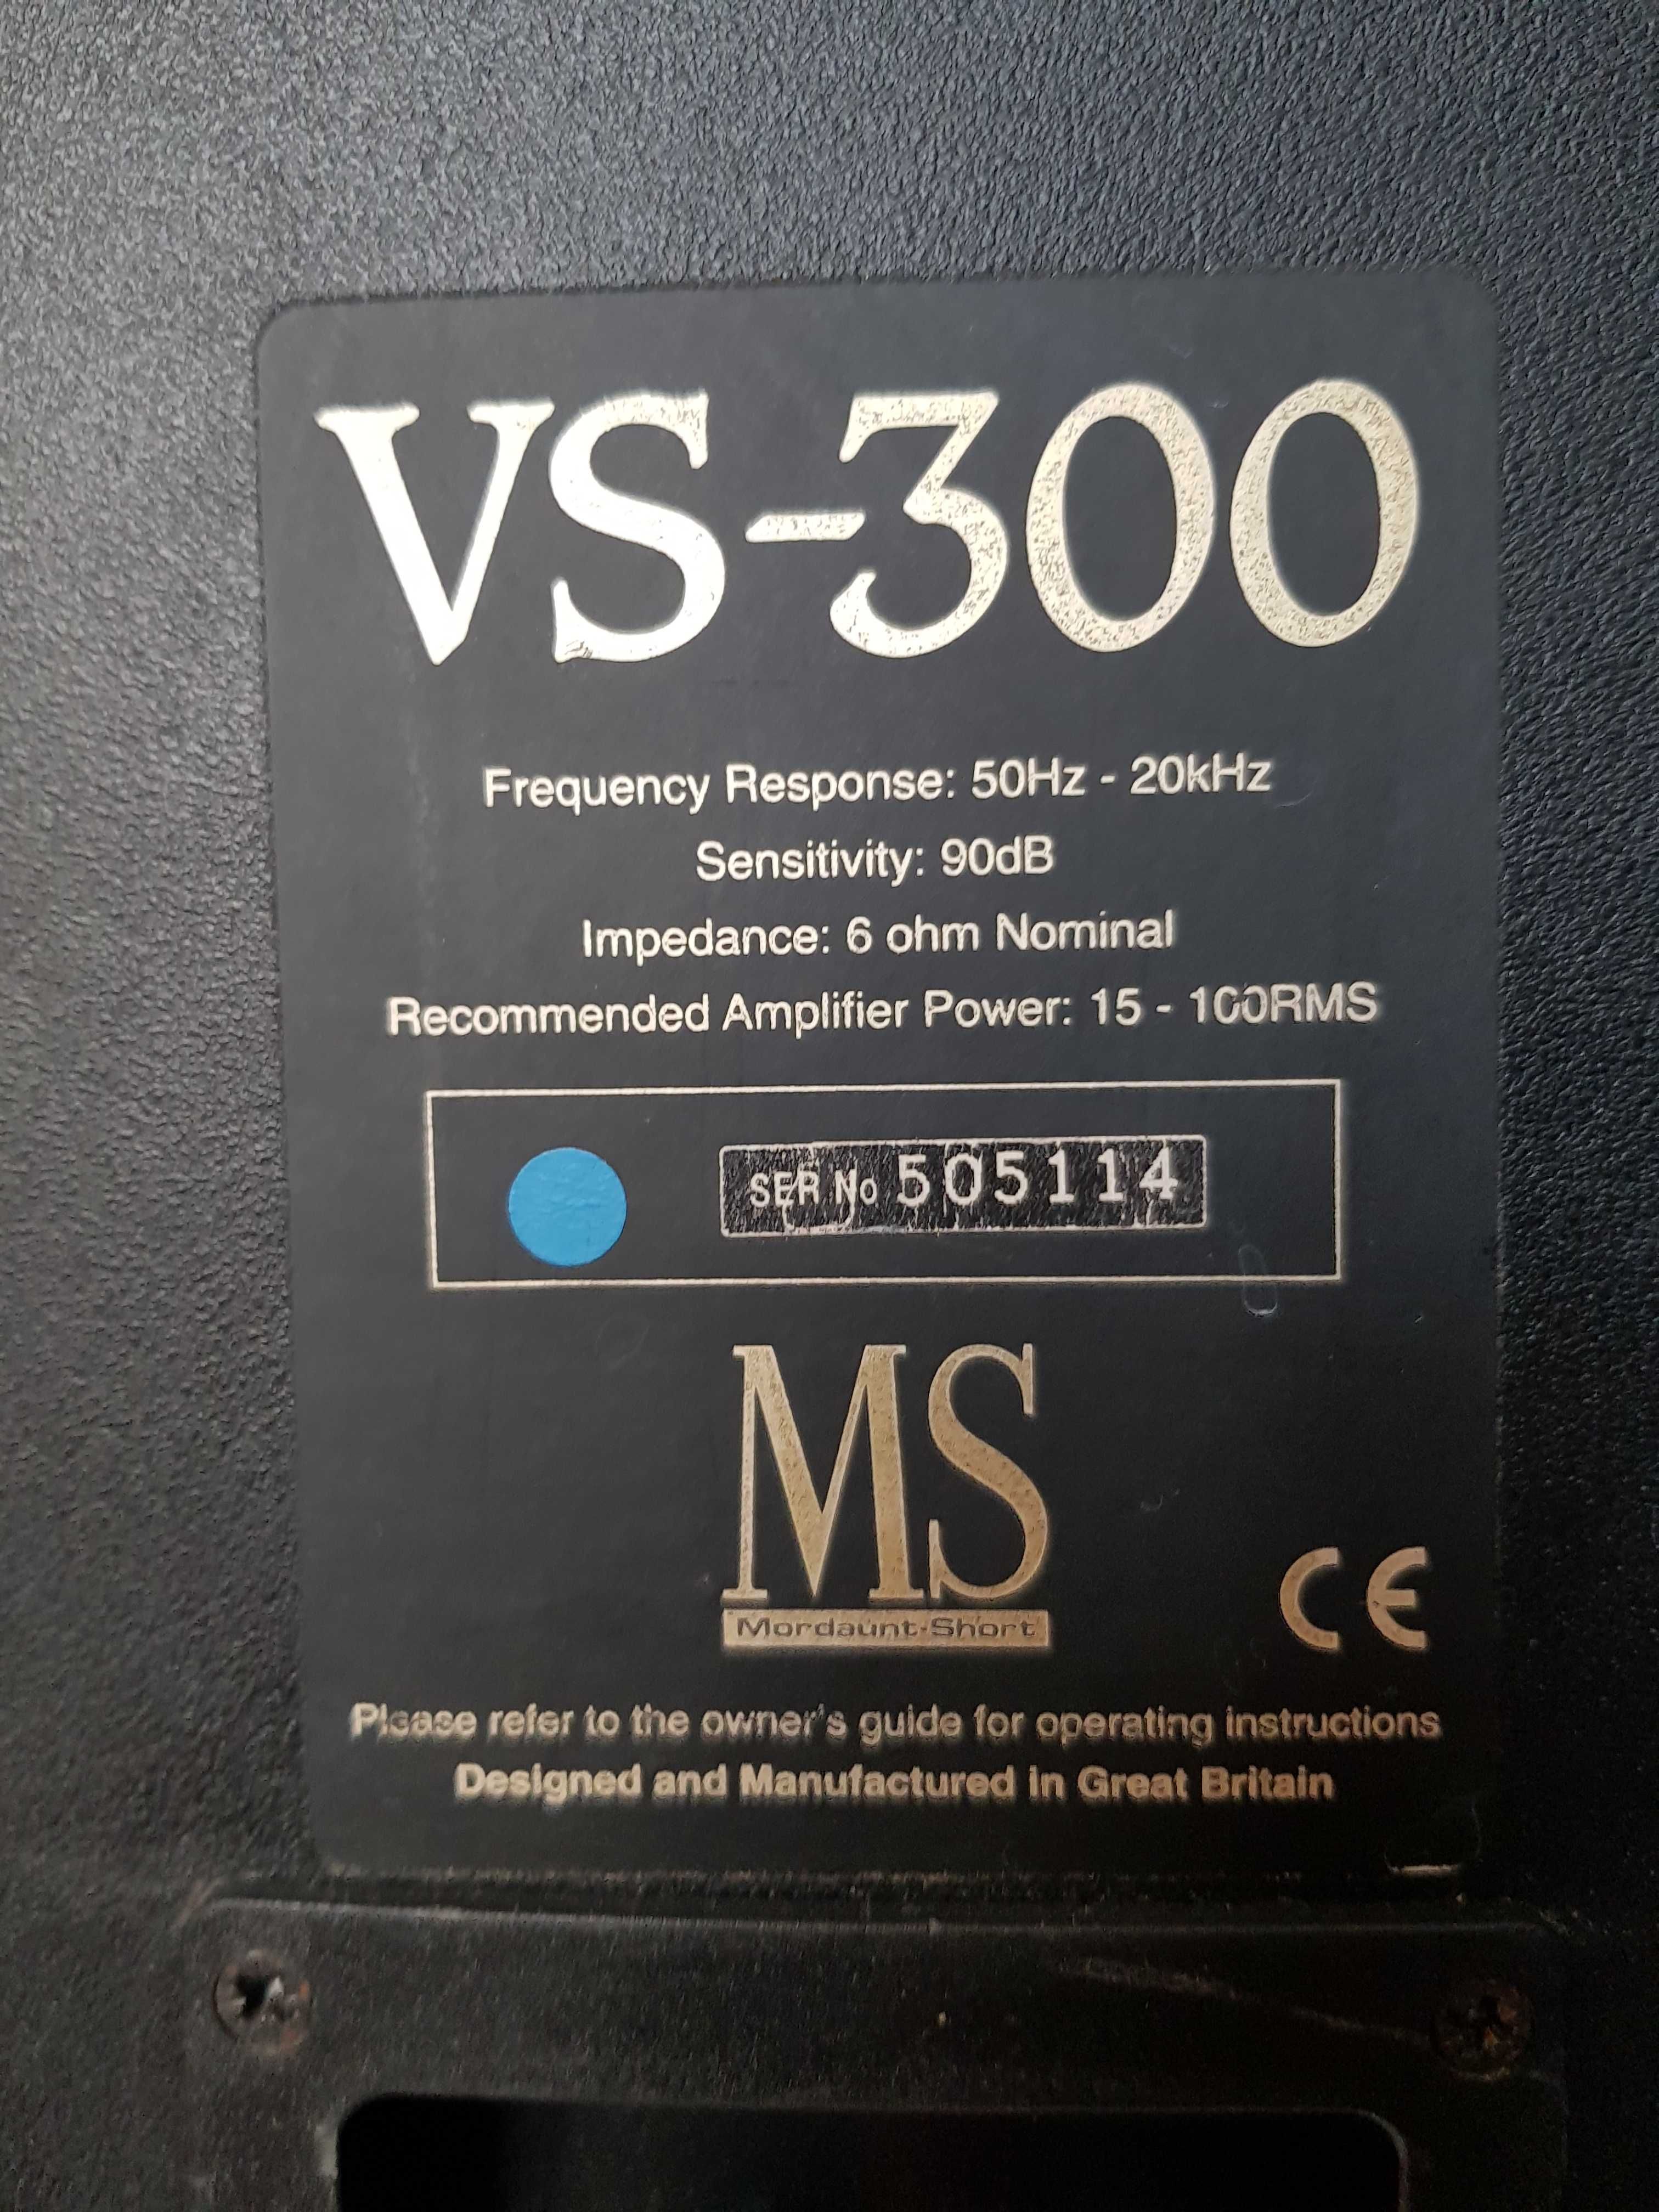 VS-300
Frequency Response: 50Hz - 20kHz
Sensitivity: 90dB
Impedance: 6 ohm Nominal
Recommended Amplifier Power: 15 - 100RMS
SER No 505114
MS
Mordaunt-Short
CE
Please refer to the owner's guide for operating instructions
Designed and Manufactured in Great Britain